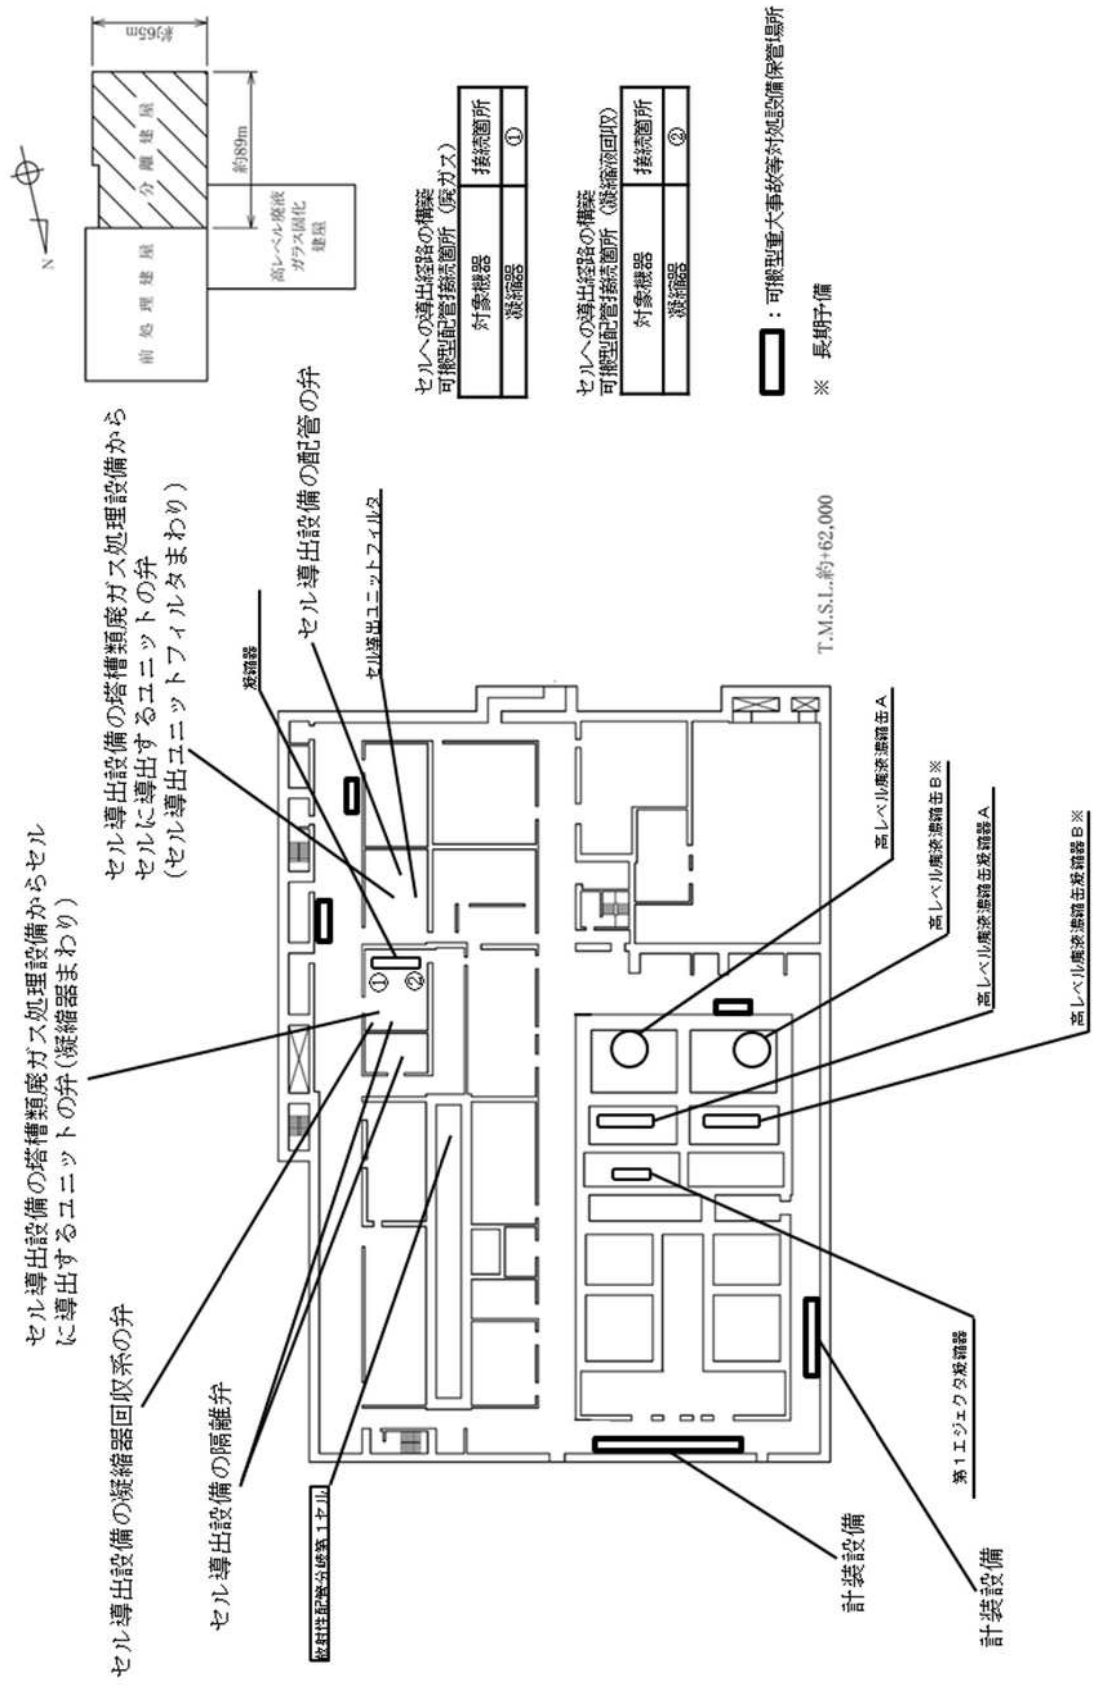 セル導出設備の塔槽類廃ガス処理設備からセル
に導出するユニットの弁(凝縮器まわり)
セル導出設備の塔槽類廃ガス処理設備から
セルに導出するユニットの弁
(セル導出ユニットフィルタまわり)
セル導出設備の凝縮器回収系の弁
セル導出設備の隔離弁
放射性配管分岐第1セル
凝縮器
セル導出設備の配管の弁
セル導出ユニットフィルタ
①
②
計装設備
計装設備
第1エジェクタ凝縮器
高レベル廃液濃縮缶A
高レベル廃液濃縮缶B※
高レベル廃液濃縮缶凝縮器A
高レベル廃液濃縮缶凝縮器B※
T.M.S.L.約+62,000
N
前処理建屋
分離建屋
高レベル廃液
ガラス固化
建屋
約89m
約65m
セルへの導出経路の構築
可搬型配管接続箇所(廃ガス)
対象機器 接続箇所
凝縮器 ①
セルへの導出経路の構築
可搬型配管接続箇所(凝縮液回収)
対象機器 接続箇所
凝縮器 ②
:可搬型重大事故等対処設備保管場所
※ 長期予備